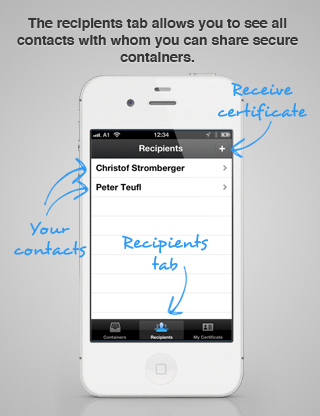 The recipients tab allows you to see all
contacts with whom you can share secure
containers.
Receive
certificate
A1 12:34
Recipients +
Christof Stromberger
Peter Teufl
Your
contacts
Recipients
tab
Containers Recipients My Certificate